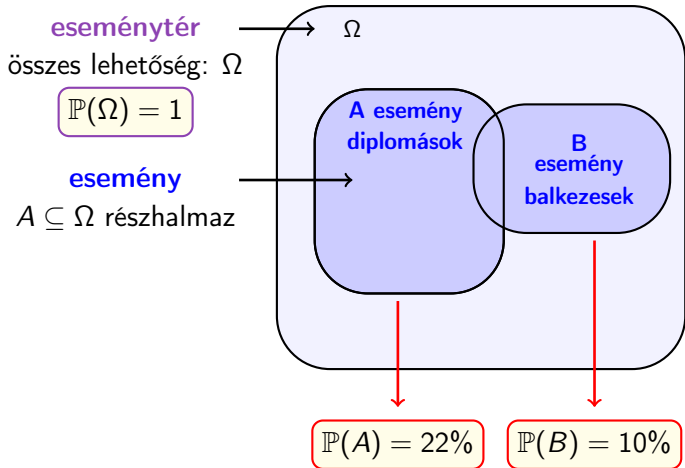 eseménytér
összes lehetőség: Ω
ℙ(Ω) = 1
esemény
A ⊆ Ω részhalmaz
Ω
A esemény
diplomások
B
esemény
balkezesek
ℙ(A) = 22%
ℙ(B) = 10%